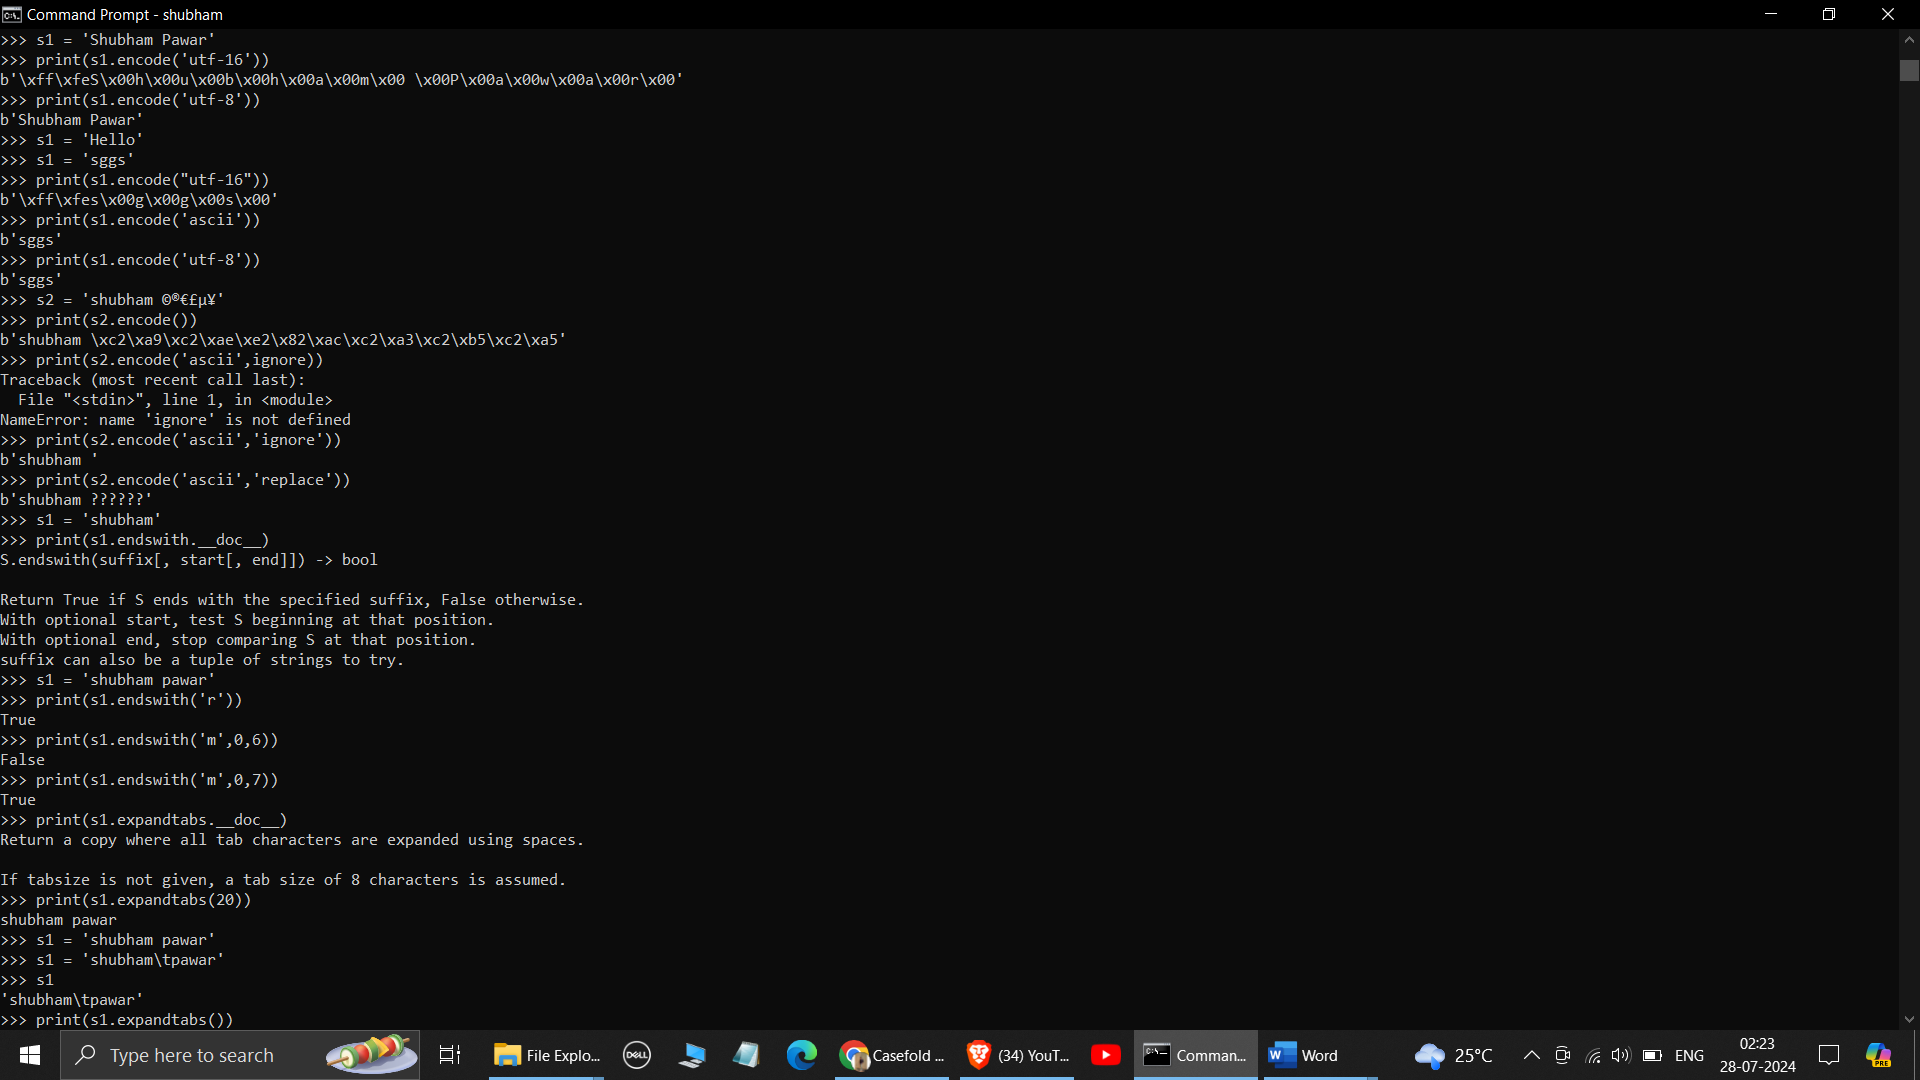 Command Prompt - shubham
>>> s1 = 'Shubham Pawar'
>>> print(s1.encode('utf-16'))
b'\xff\xfeS\x00h\x00u\x00b\x00h\x00a\x00m\x00 \x00P\x00a\x00w\x00a\x00r\x00'
>>> print(s1.encode('utf-8'))
b'Shubham Pawar'
>>> s1 = 'Hello'
>>> s1 = 'sggs'
>>> print(s1.encode("utf-16"))
b'\xff\xfes\x00g\x00g\x00s\x00'
>>> print(s1.encode('ascii'))
b'sggs'
>>> print(s1.encode('utf-8'))
b'sggs'
>>> s2 = 'shubham ©®€£µ¥'
>>> print(s2.encode())
b'shubham \xc2\xa9\xc2\xae\xe2\x82\xac\xc2\xa3\xc2\xb5\xc2\xa5'
>>> print(s2.encode('ascii',ignore))
Traceback (most recent call last):
  File "<stdin>", line 1, in <module>
NameError: name 'ignore' is not defined
>>> print(s2.encode('ascii','ignore'))
b'shubham '
>>> print(s2.encode('ascii','replace'))
b'shubham ??????'
>>> s1 = 'shubham'
>>> print(s1.endswith.__doc__)
S.endswith(suffix[, start[, end]]) -> bool

Return True if S ends with the specified suffix, False otherwise.
With optional start, test S beginning at that position.
With optional end, stop comparing S at that position.
suffix can also be a tuple of strings to try.
>>> s1 = 'shubham pawar'
>>> print(s1.endswith('r'))
True
>>> print(s1.endswith('m',0,6))
False
>>> print(s1.endswith('m',0,7))
True
>>> print(s1.expandtabs.__doc__)
Return a copy where all tab characters are expanded using spaces.

If tabsize is not given, a tab size of 8 characters is assumed.
>>> print(s1.expandtabs(20))
shubham pawar
>>> s1 = 'shubham pawar'
>>> s1 = 'shubham\tpawar'
>>> s1
'shubham\tpawar'
>>> print(s1.expandtabs())
Type here to search
File Explo...
DELL
Casefold ...
(34) YouT...
Comman...
Word
25°C
ENG
02:23
28-07-2024
PRE